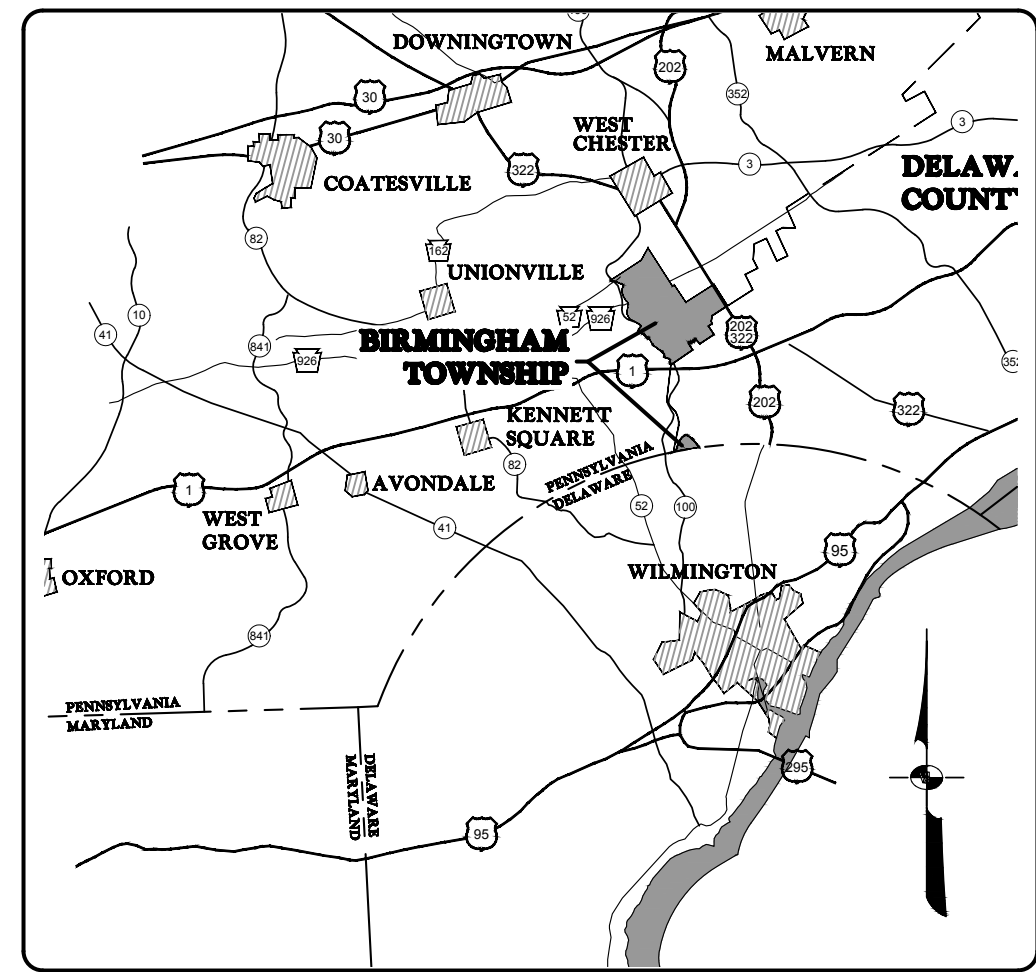 DOWNINGTOWN
MALVERN
202
30
352
3
WEST
CHESTER
30
322
3
COATESVILLE
DELAW
COUNT
82
162
UNIONVILLE
10
41
52
926
BIRMINGHAM
TOWNSHIP
841
926
202
322
1
352
202
322
KENNETT
SQUARE
82
PENNSYLVANIA
DELAWARE
1
AVONDALE
WEST
GROVE
41
52
100
95
OXFORD
WILMINGTON
841
PENNSYLVANIA
MARYLAND
DELAWARE
MARYLAND
295
95